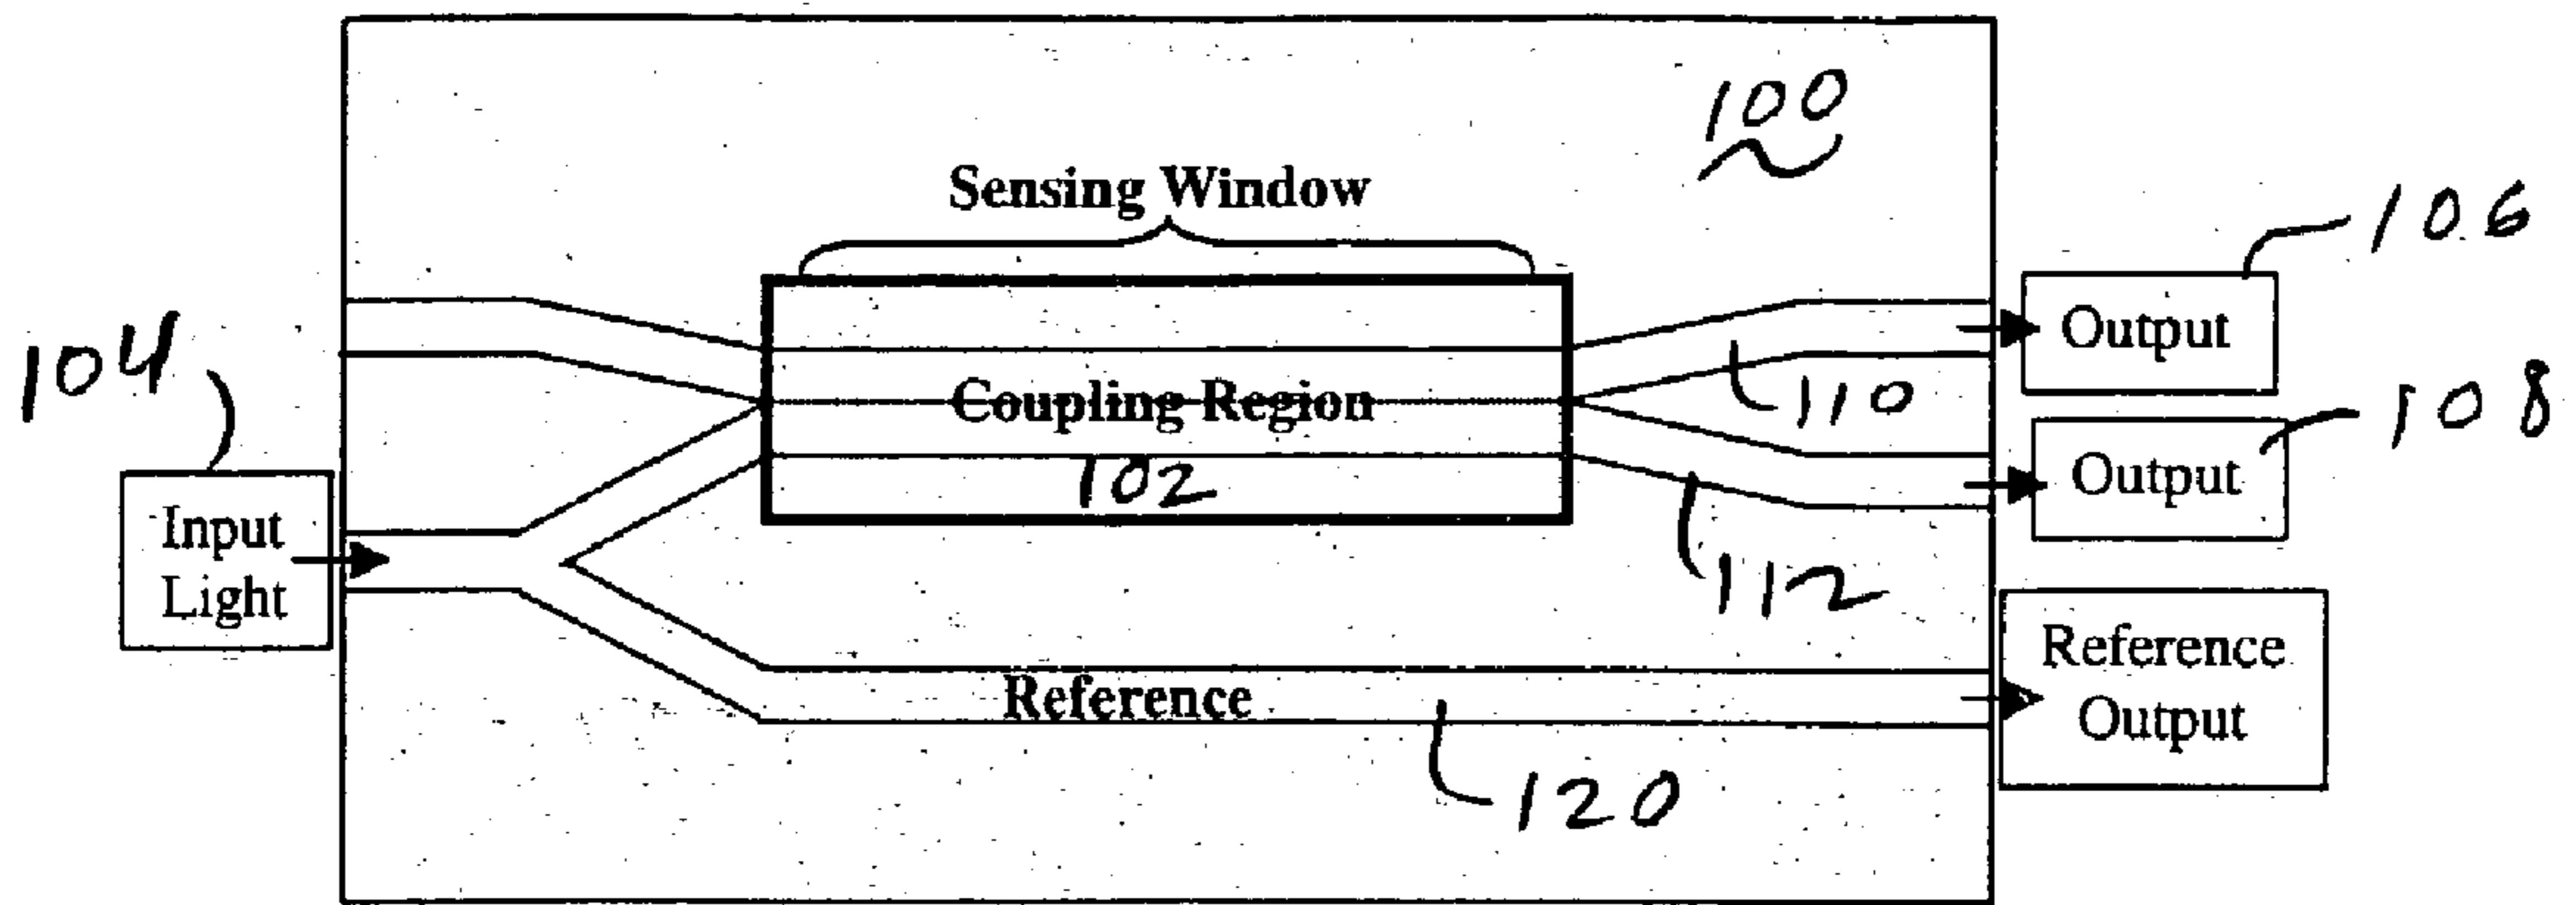 100
Sensing Window
106
Output
104
Coupling Region
110
108
Output
102
Input
Light
112
Reference
Output
Reference
120